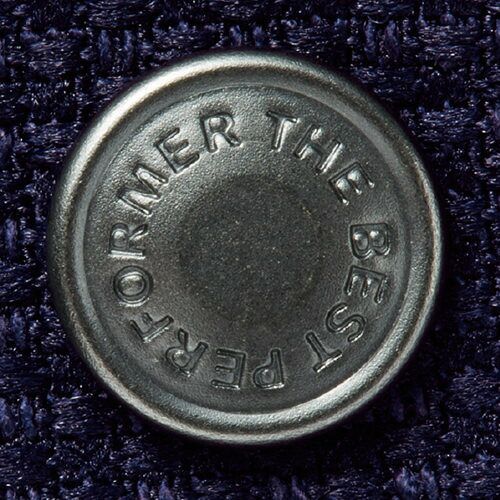 THE BEST PERFORMER